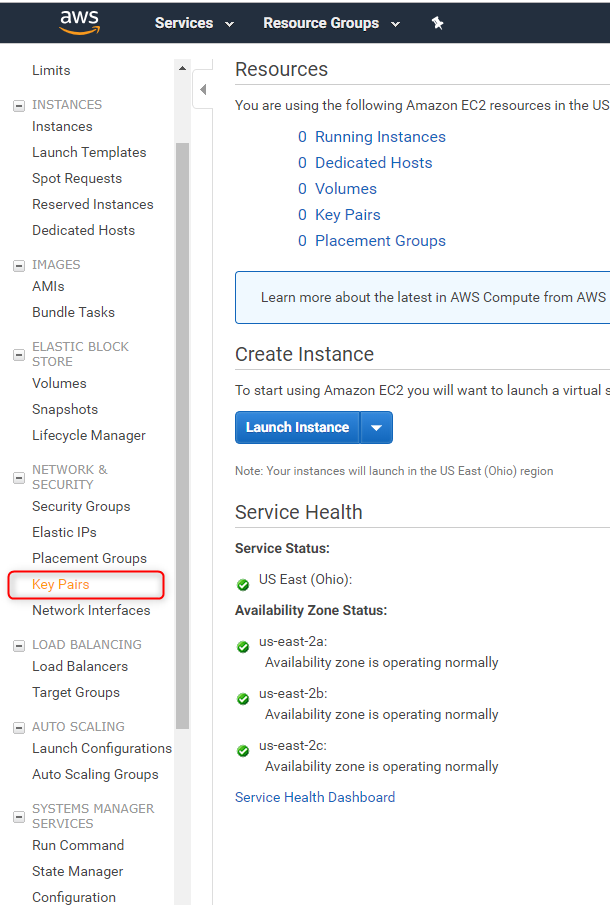 aws Services Resource Groups
Limits
INSTANCES
Instances
Launch Templates
Spot Requests
Reserved Instances
Dedicated Hosts
IMAGES
AMIs
Bundle Tasks
ELASTIC BLOCK
STORE
Volumes
Snapshots
Lifecycle Manager
NETWORK &
SECURITY
Security Groups
Elastic IPs
Placement Groups
Key Pairs
Network Interfaces
LOAD BALANCING
Load Balancers
Target Groups
AUTO SCALING
Launch Configurations
Auto Scaling Groups
SYSTEMS MANAGER
SERVICES
Run Command
State Manager
Configuration
Resources
You are using the following Amazon EC2 resources in the US
0 Running Instances
0 Dedicated Hosts
0 Volumes
0 Key Pairs
0 Placement Groups
Learn more about the latest in AWS Compute from AWS
Create Instance
To start using Amazon EC2 you will want to launch a virtual s
Launch Instance
Note: Your instances will launch in the US East (Ohio) region
Service Health
Service Status:
US East (Ohio):
Availability Zone Status:
us-east-2a:
Availability zone is operating normally
us-east-2b:
Availability zone is operating normally
us-east-2c:
Availability zone is operating normally
Service Health Dashboard